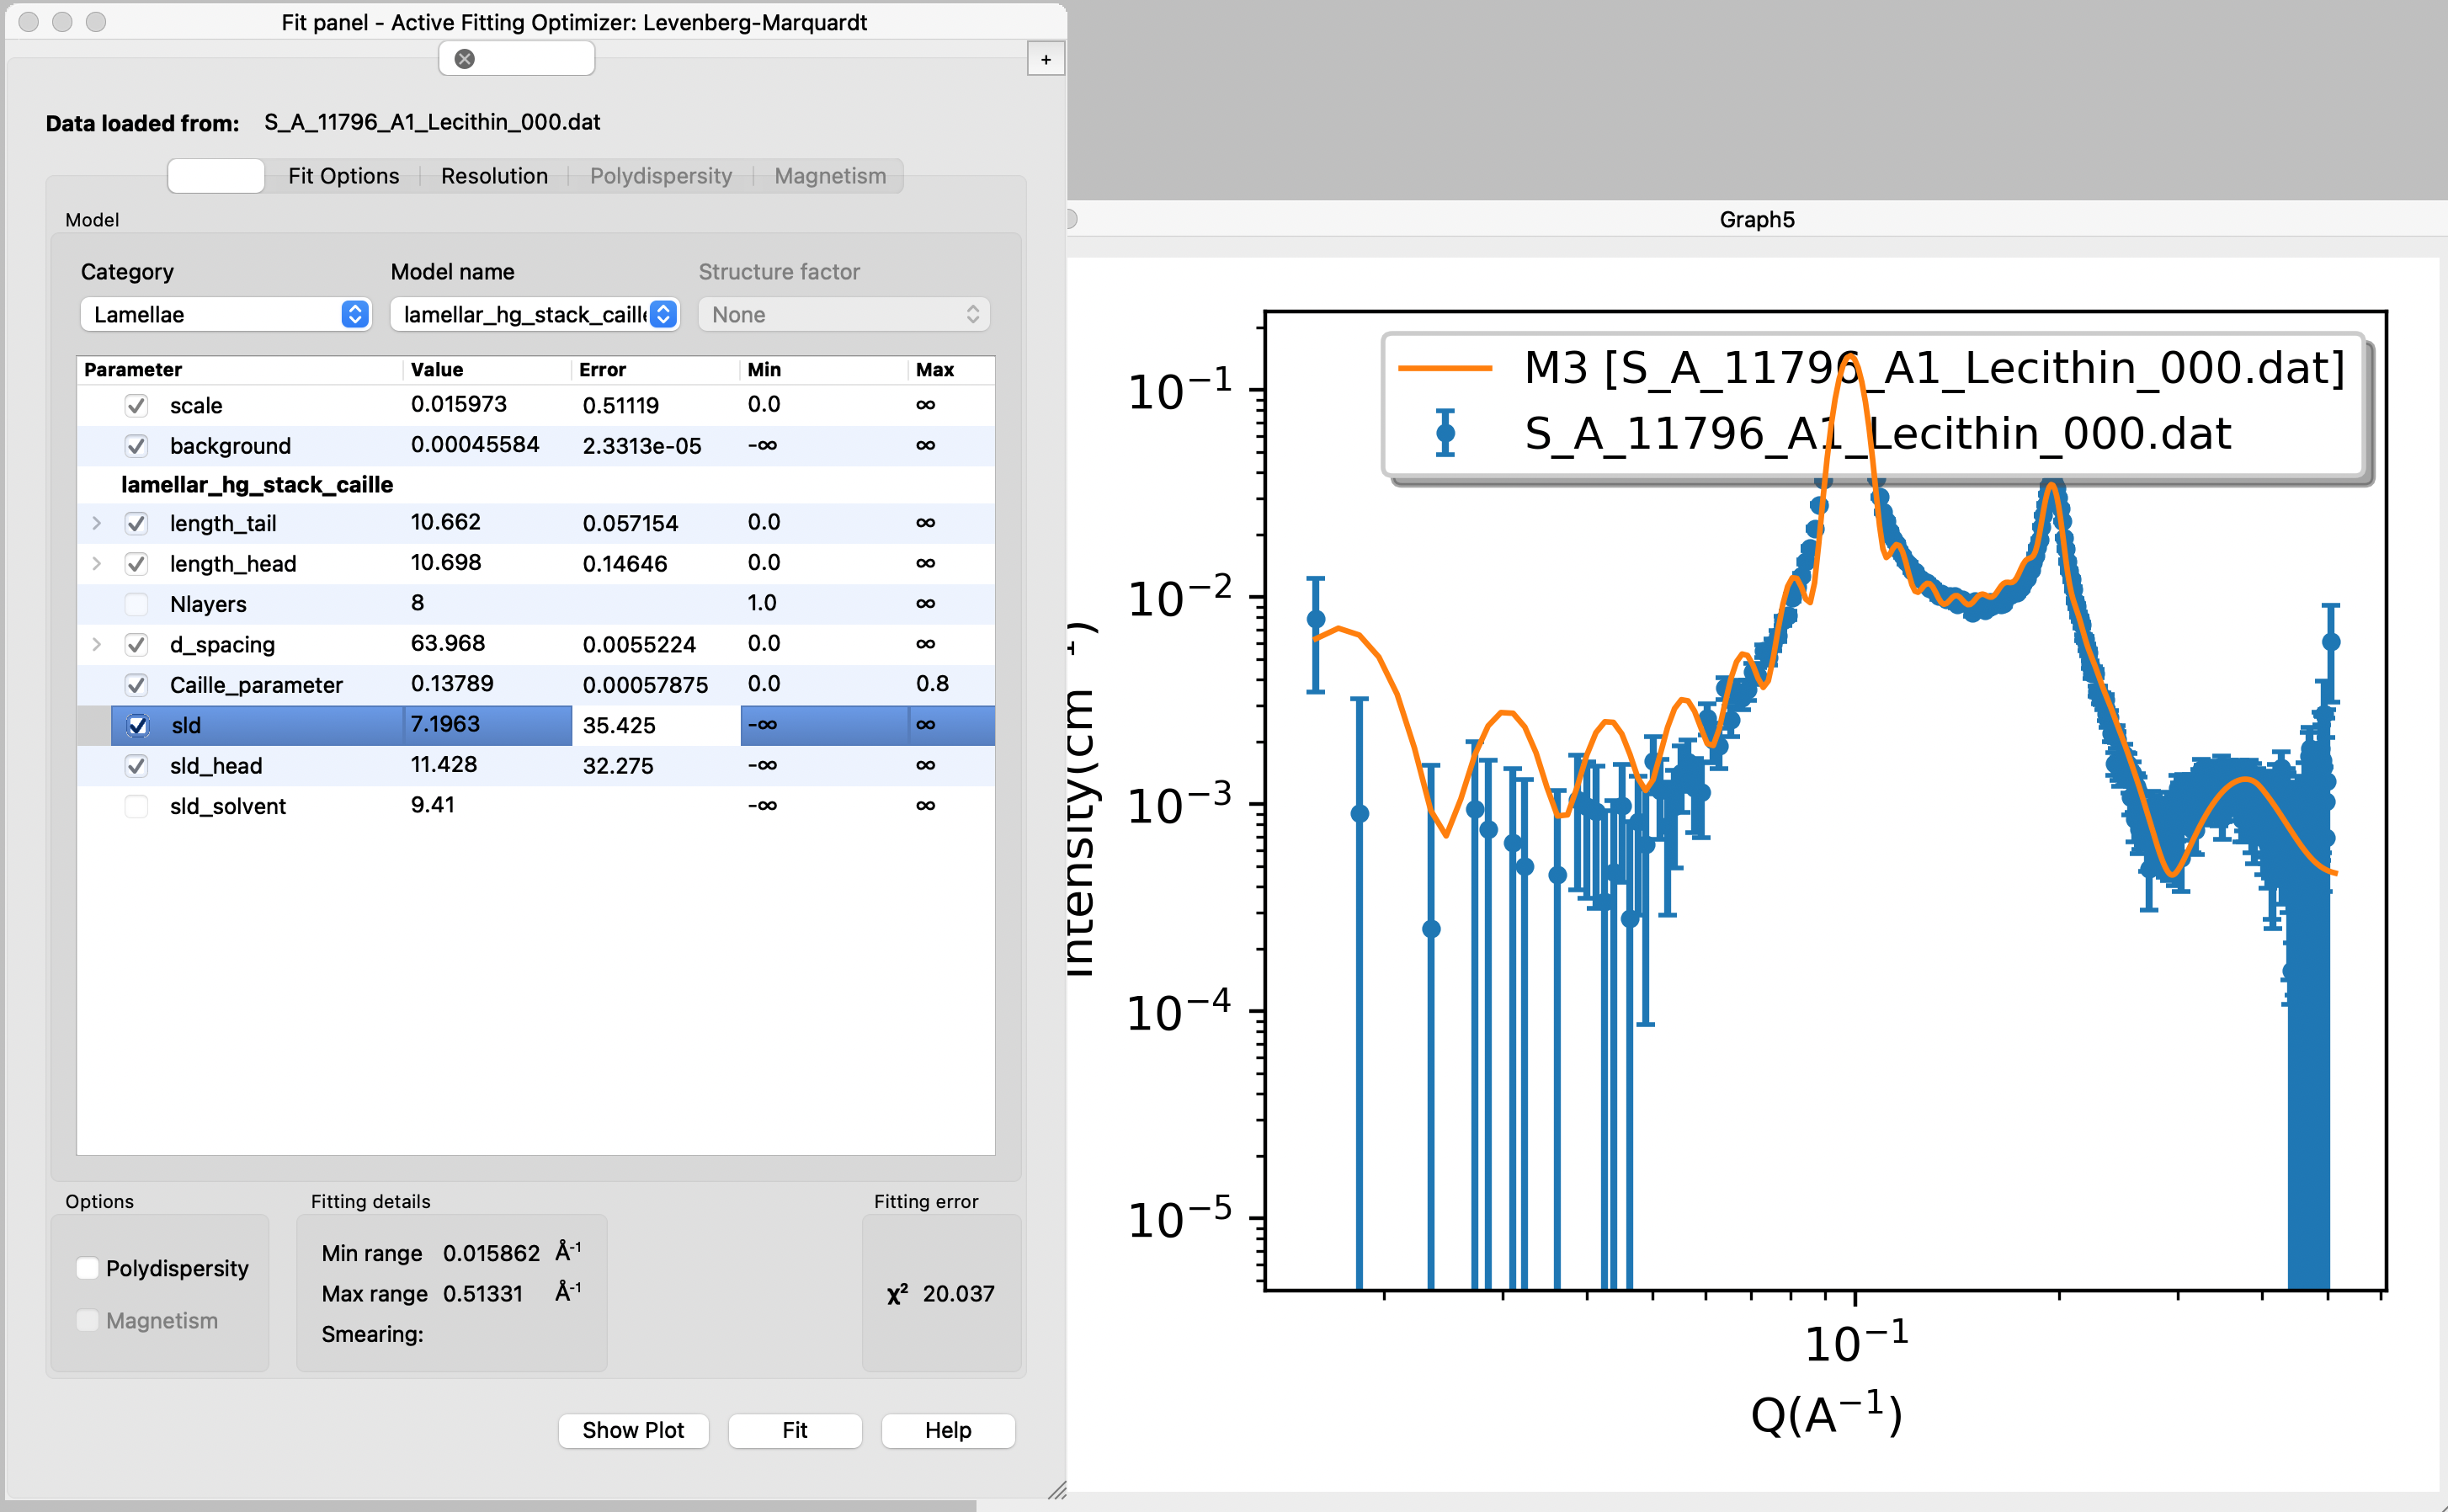 Fit panel - Active Fitting Optimizer: Levenberg-Marquardt
+
Data loaded from: S_A_11796_A1_Lecithin_000.dat
Fit Options Resolution Polydispersity Magnetism
Model
Category Model name Structure factor
Lamellae lamellar_hg_stack_caill None
Parameter Value Error Min Max
scale 0.015973 0.51119 0.0 ∞
background 0.00045584 2.3313e-05 -∞ ∞
lamellar_hg_stack_caille
length_tail 10.662 0.057154 0.0 ∞
length_head 10.698 0.14646 0.0 ∞
Nlayers 8 1.0 ∞
d_spacing 63.968 0.0055224 0.0 ∞
Caille_parameter 0.13789 0.00057875 0.0 0.8
sld 7.1963 35.425 -∞ ∞
sld_head 11.428 32.275 -∞ ∞
sld_solvent 9.41 -∞ ∞
Options
Polydispersity
Magnetism
Fitting details
Min range 0.015862 Å⁻¹
Max range 0.51331 Å⁻¹
Smearing:
Fitting error
χ² 20.037
Show Plot Fit Help
Graph5
M3 [S_A_11796_A1_Lecithin_000.dat]
S_A_11796_A1_Lecithin_000.dat
10⁻¹
10⁻²
10⁻³
10⁻⁴
10⁻⁵
Intensity(cm⁻¹)
10⁻¹
Q(A⁻¹)